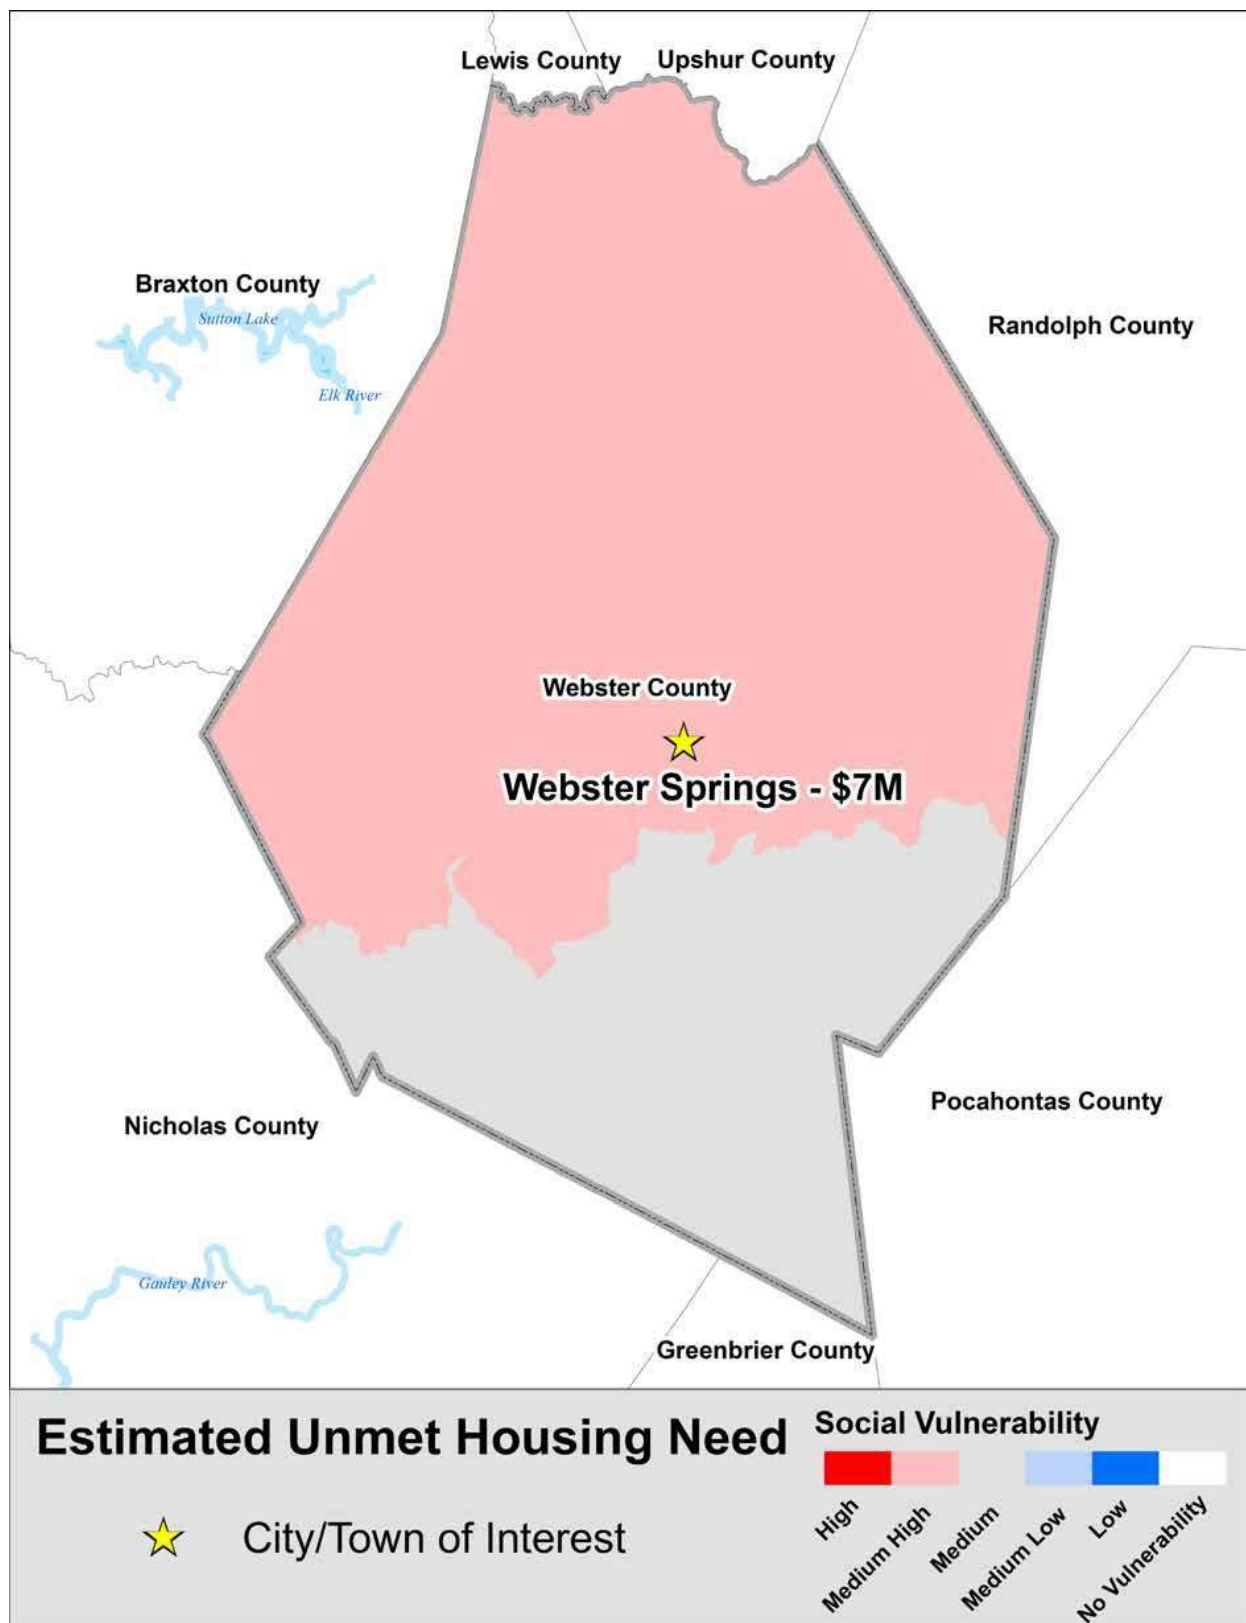 Lewis County
Upshur County
Braxton County
Sutton Lake
Elk River
Randolph County
Webster County
Webster Springs - $7M
Nicholas County
Pocahontas County
Gauley River
Greenbrier County
Estimated Unmet Housing Need
City/Town of Interest
Social Vulnerability
High
Medium High
Medium
Medium Low
Low
No Vulnerability